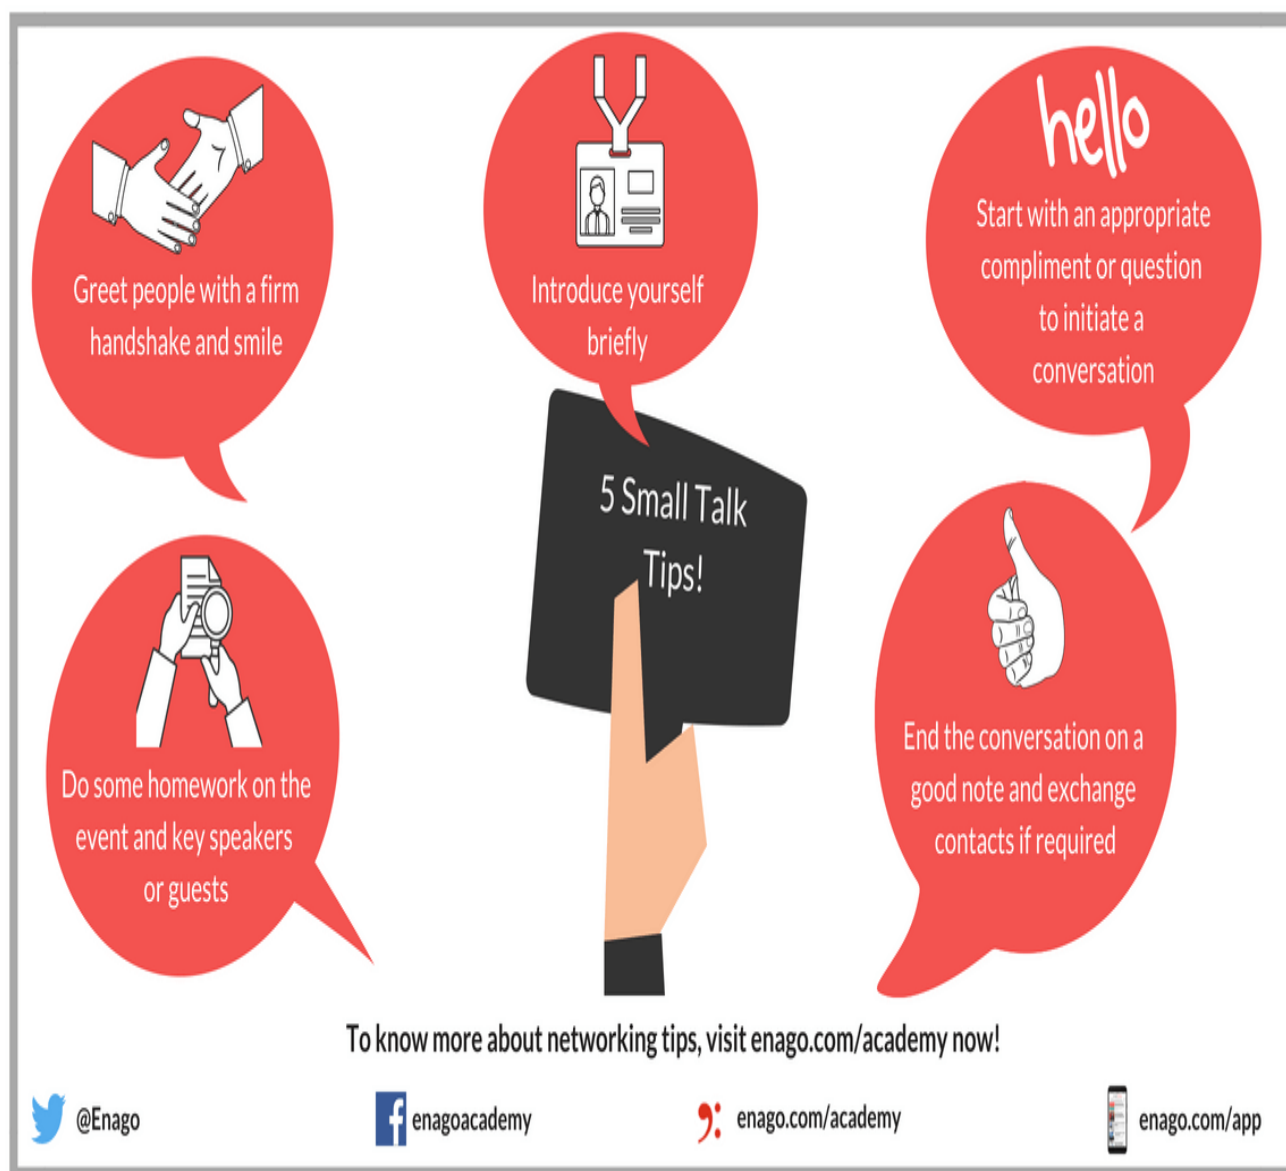 Greet people with a firm
handshake and smile
Introduce yourself
briefly
hello
Start with an appropriate
compliment or question
to initiate a
conversation
5 Small Talk
Tips!
Do some homework on the
event and key speakers
or guests
End the conversation on a
good note and exchange
contacts if required
To know more about networking tips, visit enago.com/academy now!
@Enago
enagoacademy
enago.com/academy
enago.com/app